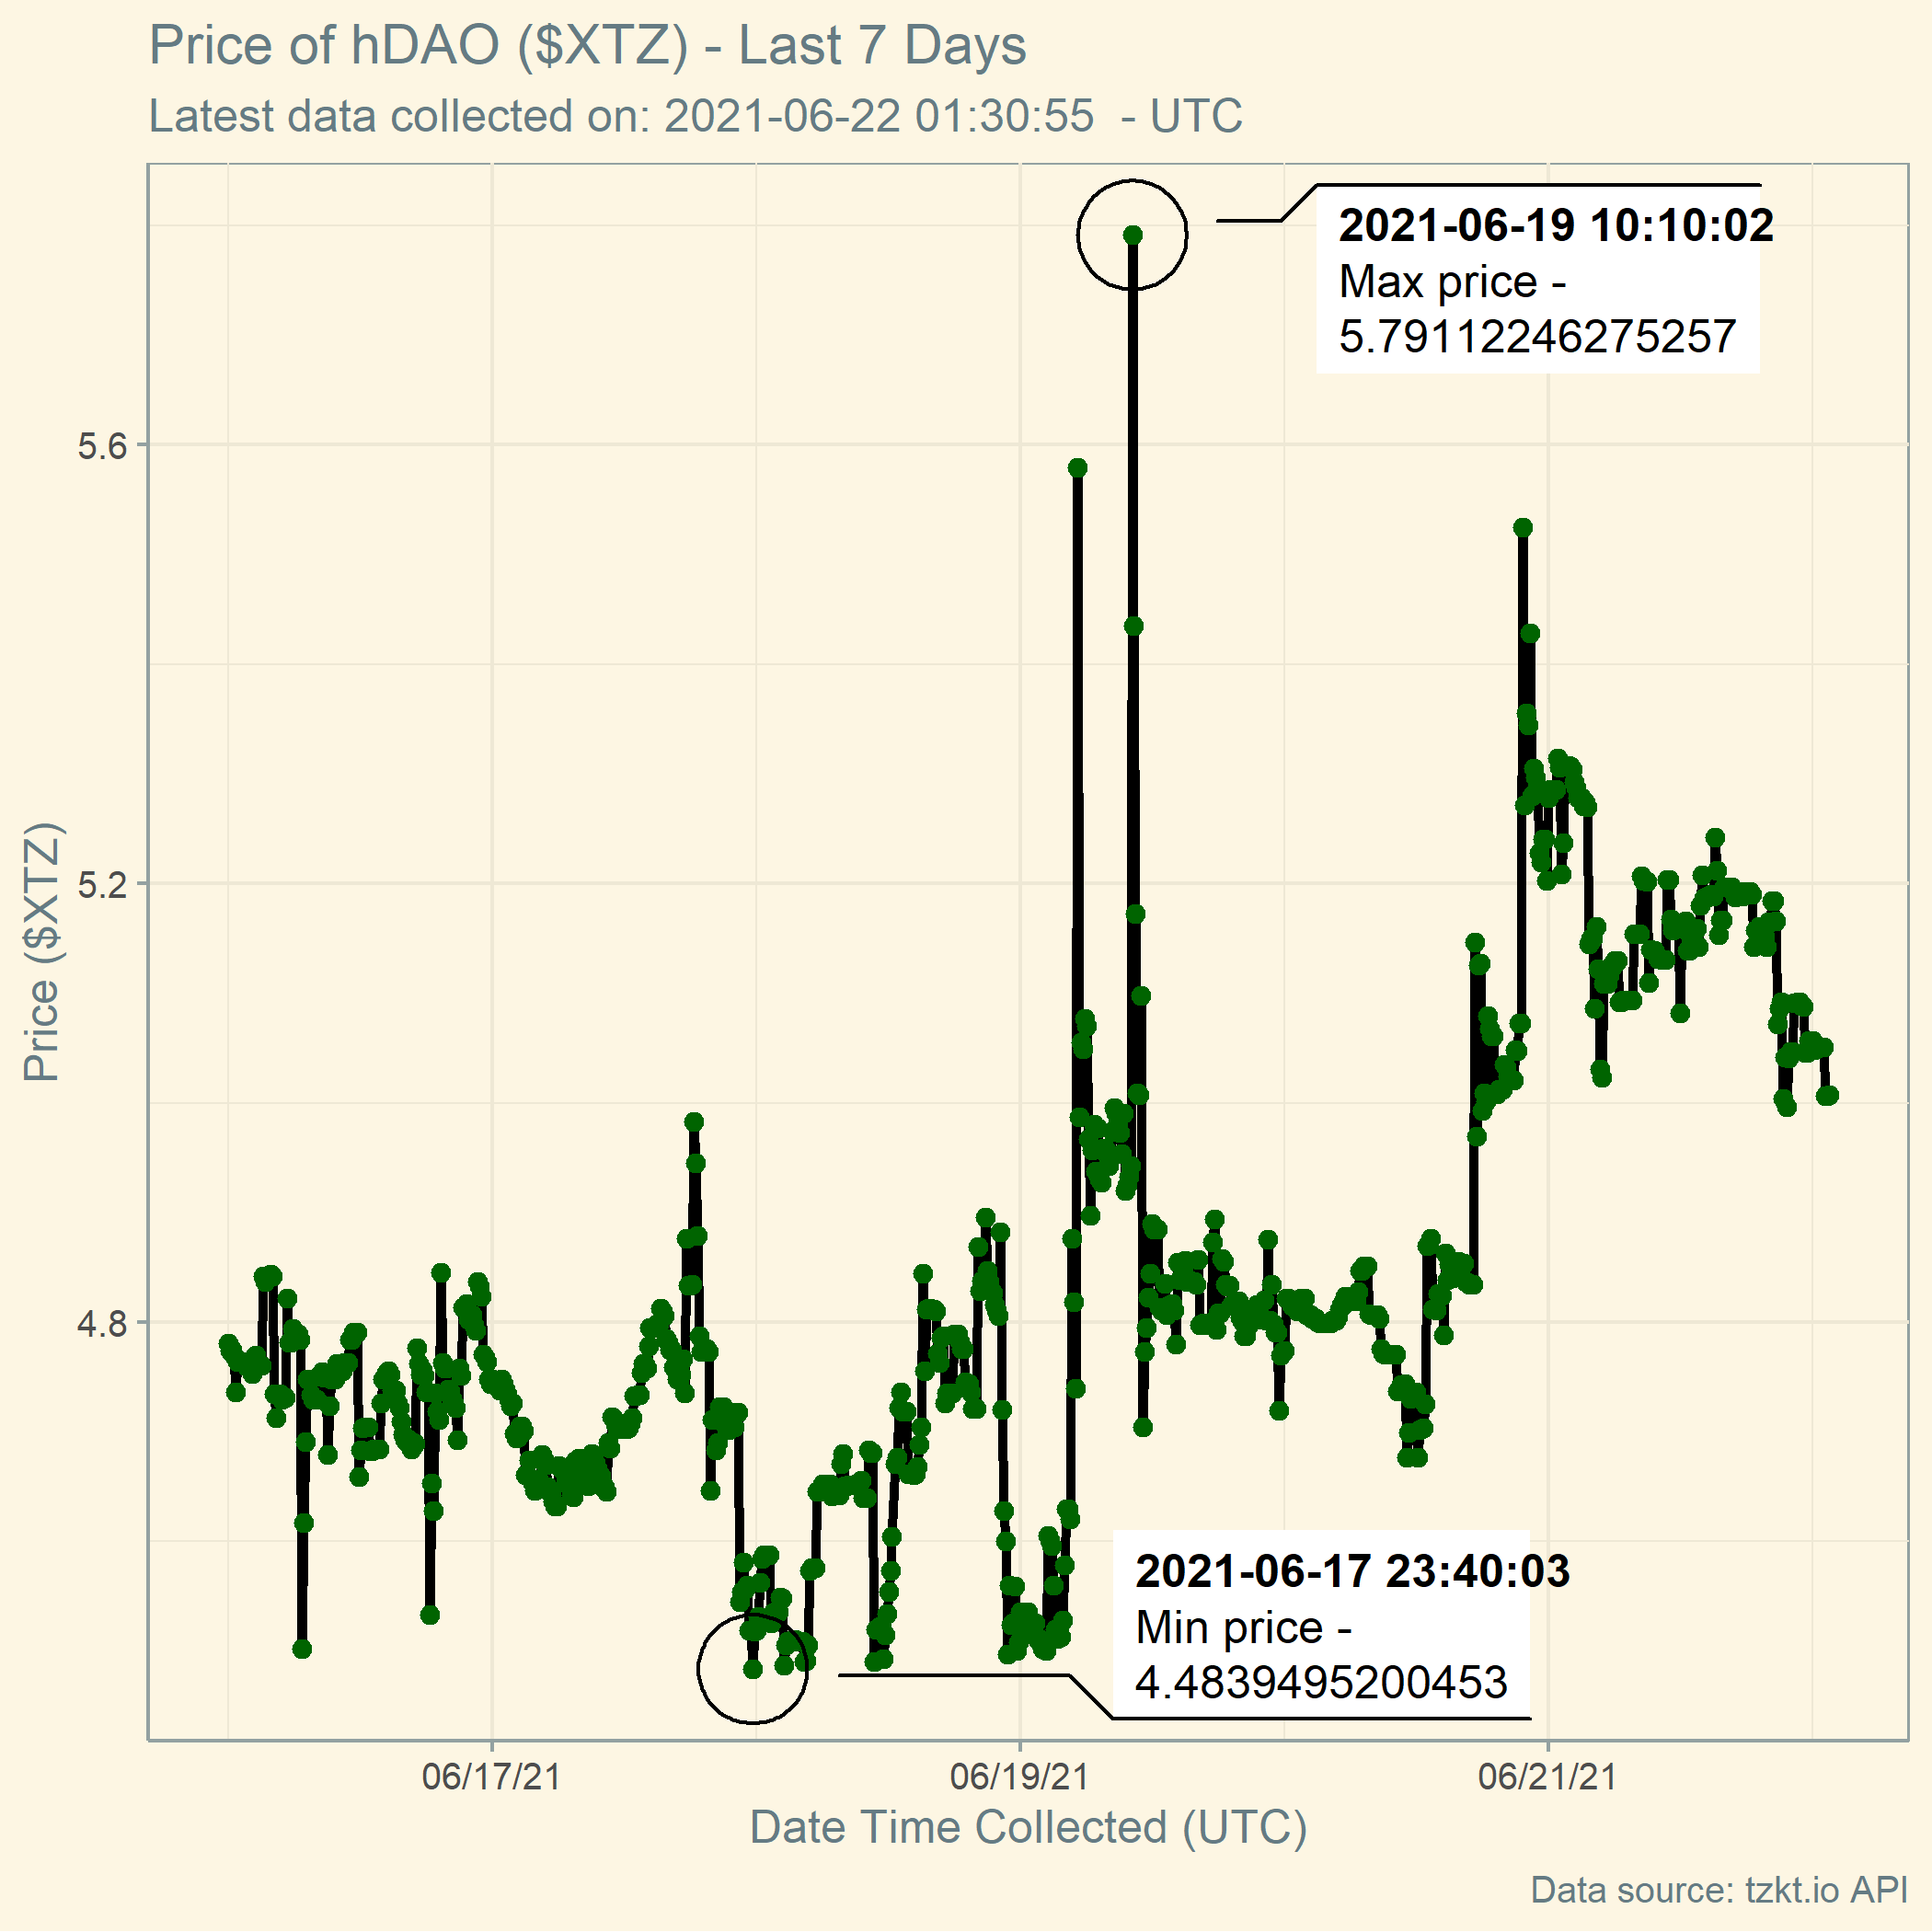 Price of hDAO ($XTZ) - Last 7 Days
Latest data collected on: 2021-06-22 01:30:55  - UTC
2021-06-19 10:10:02
Max price -
5.79112246275257
5.6
5.2
4.8
Price ($XTZ)
2021-06-17 23:40:03
Min price -
4.4839495200453
06/17/21
06/19/21
06/21/21
Date Time Collected (UTC)
Data source: tzkt.io API